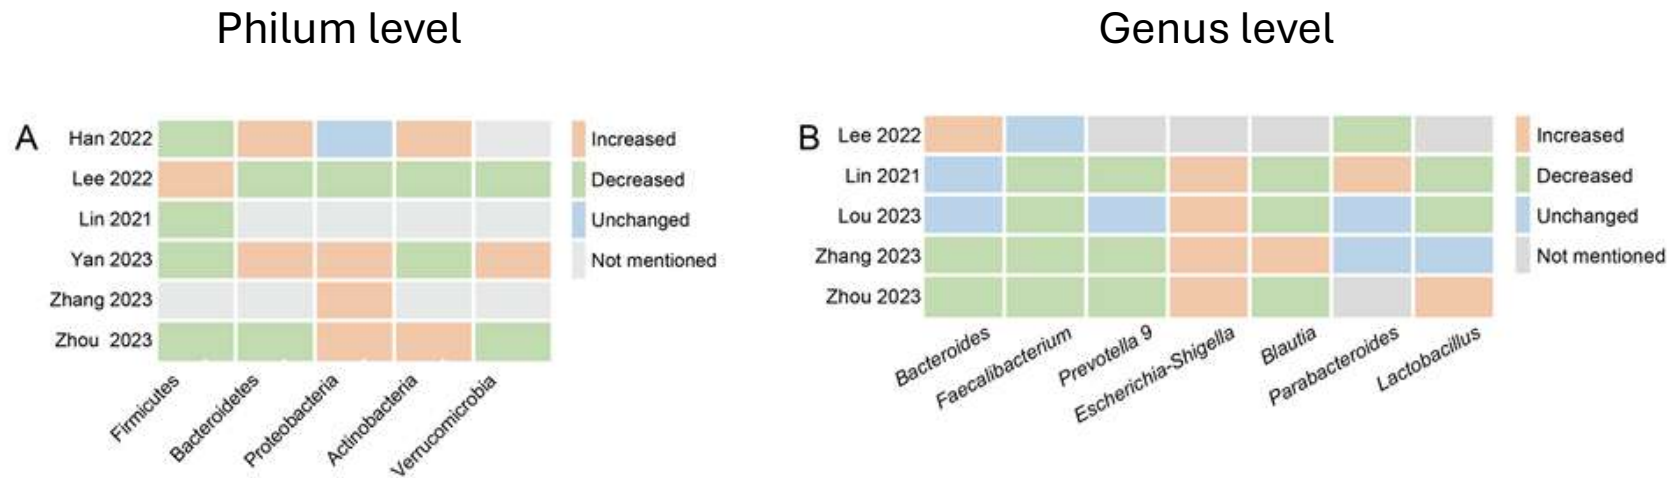 Philum level
Genus level
A
Han 2022
Lee 2022
Lin 2021
Yan 2023
Zhang 2023
Zhou 2023
Increased
Decreased
Unchanged
Not mentioned
Firmicutes
Bacteroidetes
Proteobacteria
Actinobacteria
Verrucomicrobia
B
Lee 2022
Lin 2021
Lou 2023
Zhang 2023
Zhou 2023
Increased
Decreased
Unchanged
Not mentioned
Bacteroides
Faecalibacterium
Prevotella 9
Escherichia-Shigella
Blautia
Parabacteroides
Lactobacillus